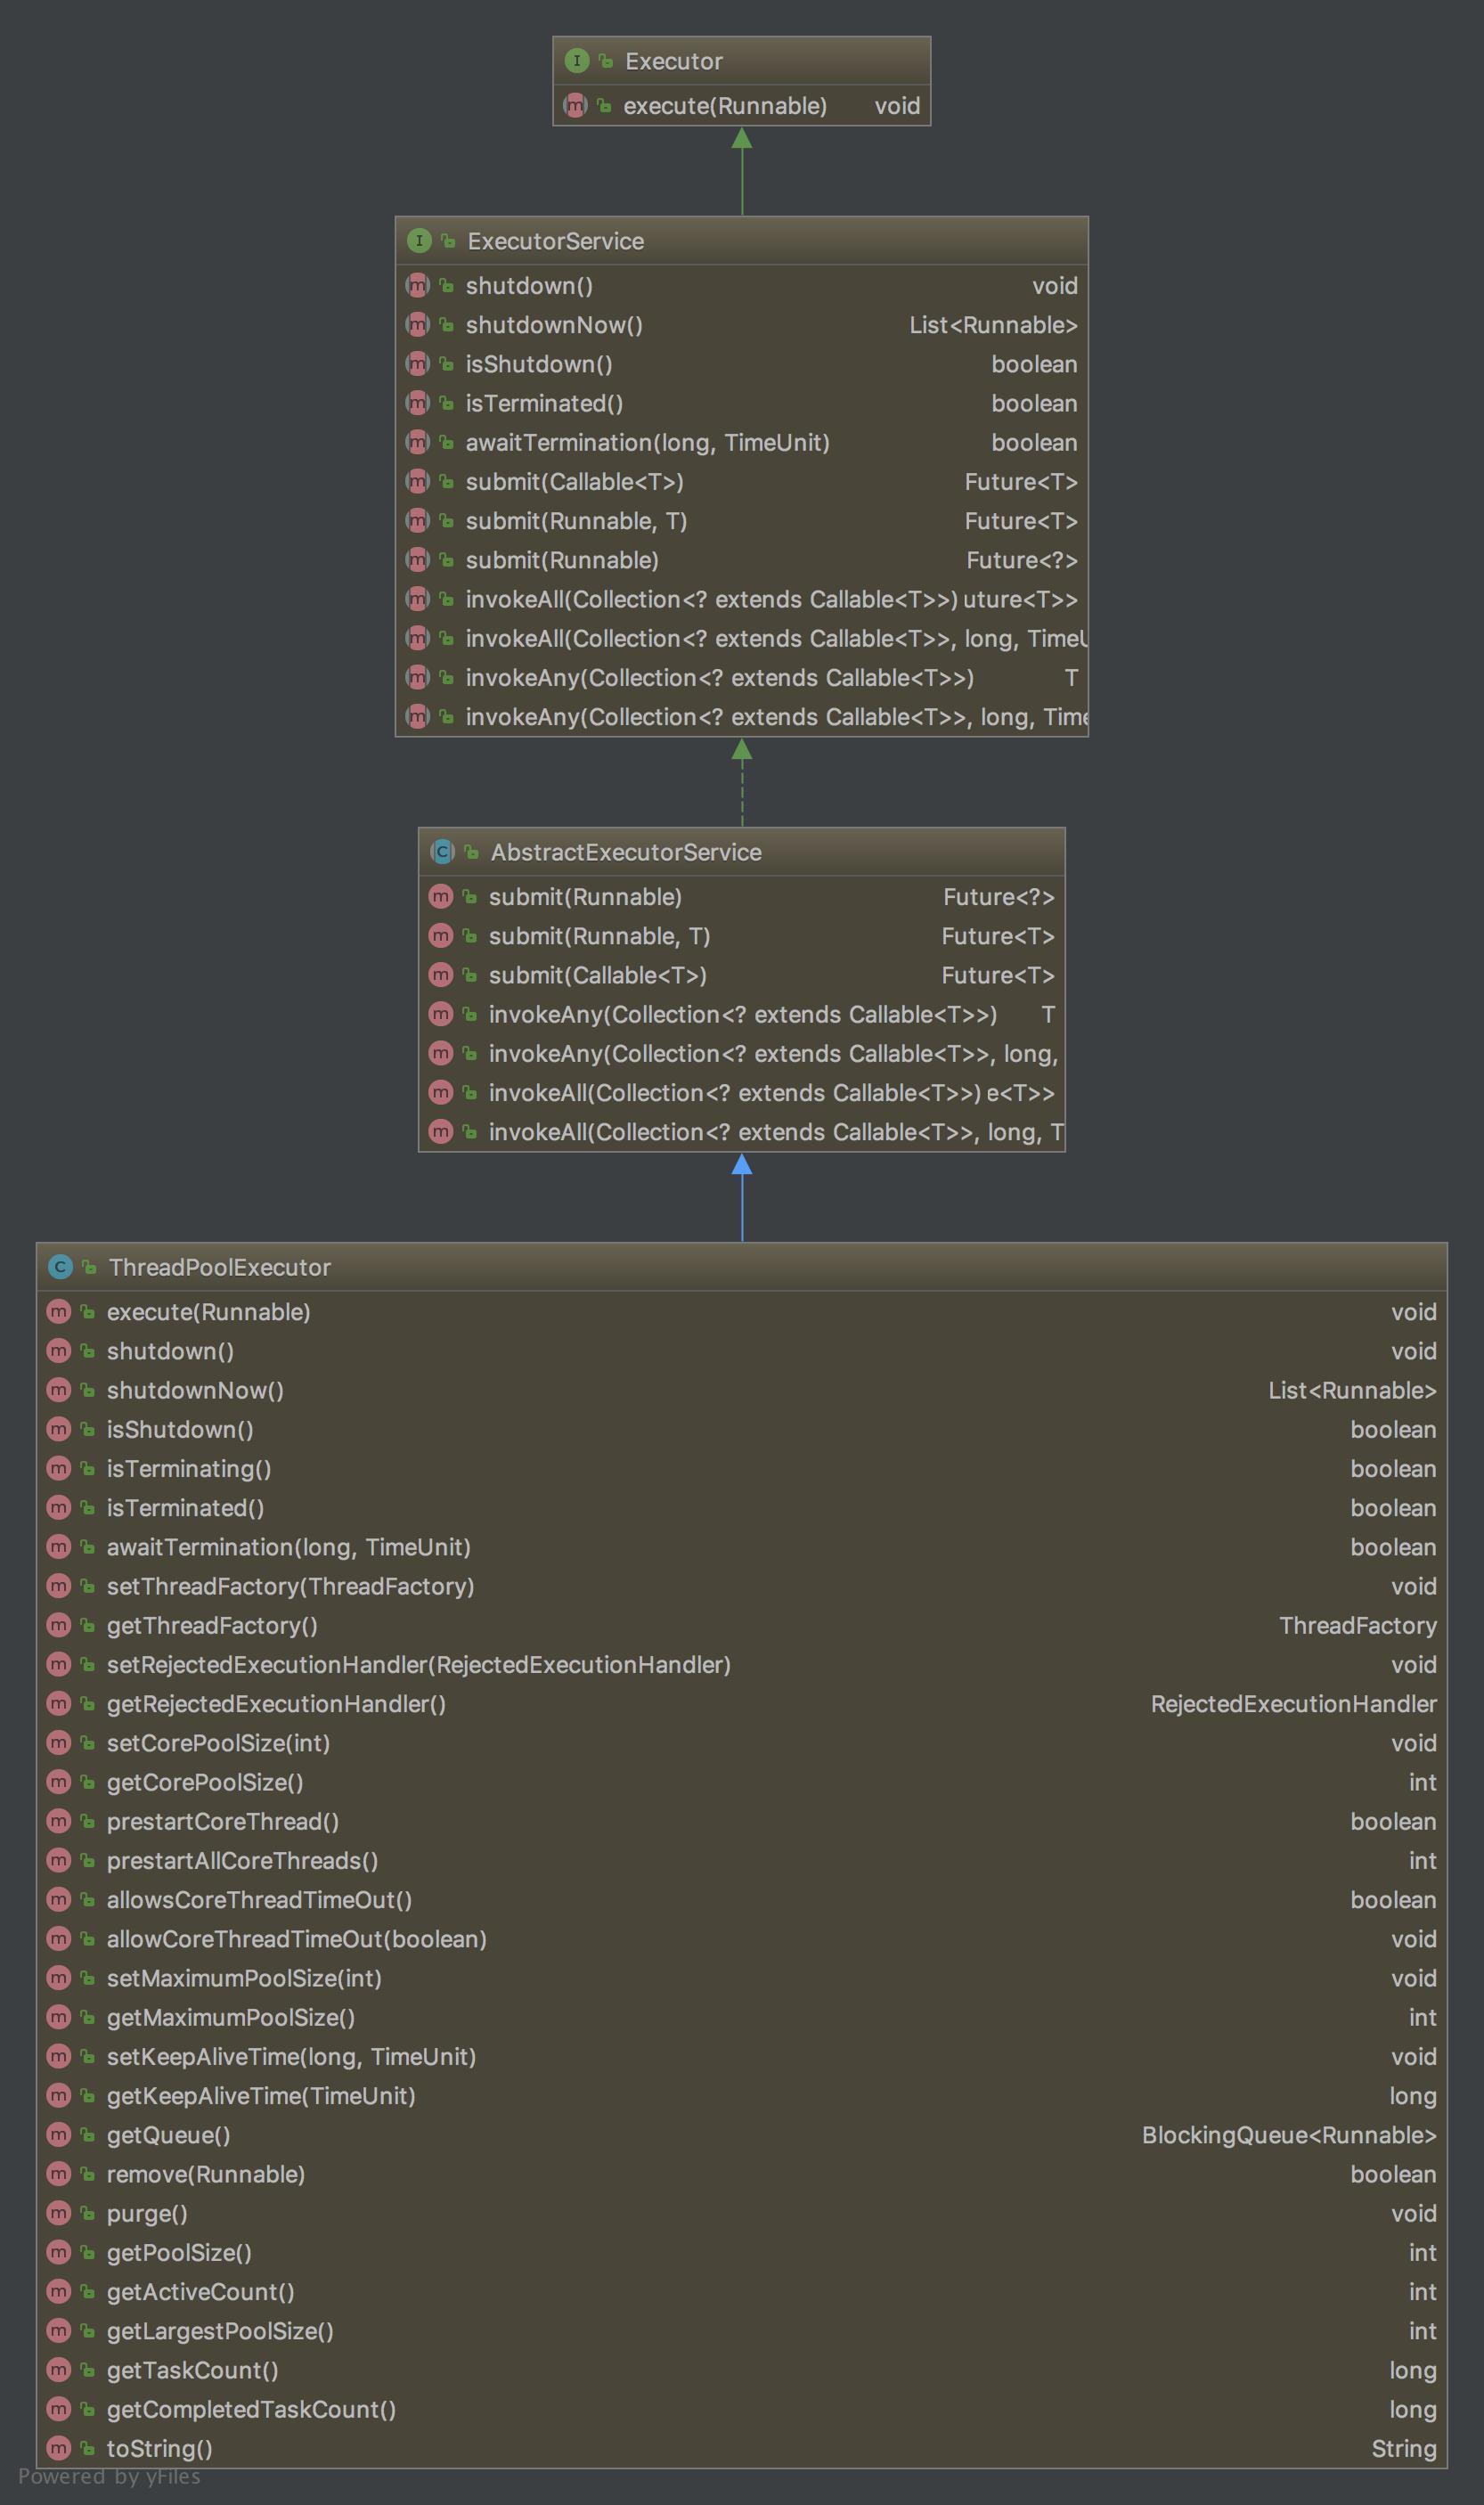 Executor
execute(Runnable) void
ExecutorService
shutdown() void
shutdownNow() List<Runnable>
isShutdown() boolean
isTerminated() boolean
awaitTermination(long, TimeUnit) boolean
submit(Callable<T>) Future<T>
submit(Runnable, T) Future<T>
submit(Runnable) Future<?>
invokeAll(Collection<? extends Callable<T>>) uture<T>>
invokeAll(Collection<? extends Callable<T>>, long, TimeU
invokeAny(Collection<? extends Callable<T>>) T
invokeAny(Collection<? extends Callable<T>>, long, Time
AbstractExecutorService
submit(Runnable) Future<?>
submit(Runnable, T) Future<T>
submit(Callable<T>) Future<T>
invokeAny(Collection<? extends Callable<T>>) T
invokeAny(Collection<? extends Callable<T>>, long,
invokeAll(Collection<? extends Callable<T>>) e<T>>
invokeAll(Collection<? extends Callable<T>>, long, T
ThreadPoolExecutor
execute(Runnable) void
shutdown() void
shutdownNow() List<Runnable>
isShutdown() boolean
isTerminating() boolean
isTerminated() boolean
awaitTermination(long, TimeUnit) boolean
setThreadFactory(ThreadFactory) void
getThreadFactory() ThreadFactory
setRejectedExecutionHandler(RejectedExecutionHandler) void
getRejectedExecutionHandler() RejectedExecutionHandler
setCorePoolSize(int) void
getCorePoolSize() int
prestartCoreThread() boolean
prestartAllCoreThreads() int
allowsCoreThreadTimeOut() boolean
allowCoreThreadTimeOut(boolean) void
setMaximumPoolSize(int) void
getMaximumPoolSize() int
setKeepAliveTime(long, TimeUnit) void
getKeepAliveTime(TimeUnit) long
getQueue() BlockingQueue<Runnable>
remove(Runnable) boolean
purge() void
getPoolSize() int
getActiveCount() int
getLargestPoolSize() int
getTaskCount() long
getCompletedTaskCount() long
toString() String
Powered by yFiles